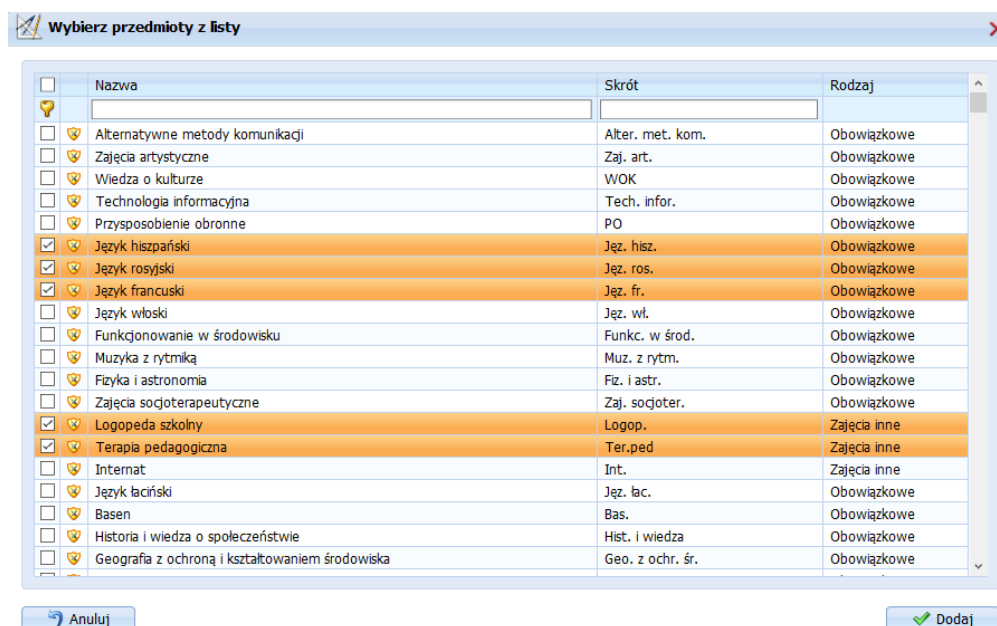 Wybierz przedmioty z listy
Nazwa Skrót Rodzaj
Alternatywne metody komunikacji Alter. met. kom. Obowiązkowe
Zajęcia artystyczne Zaj. art. Obowiązkowe
Wiedza o kulturze WOK Obowiązkowe
Technologia informacyjna Tech. infor. Obowiązkowe
Przysposobienie obronne PO Obowiązkowe
Język hiszpański Jęz. hisz. Obowiązkowe
Język rosyjski Jęz. ros. Obowiązkowe
Język francuski Jęz. fr. Obowiązkowe
Język włoski Jęz. wł. Obowiązkowe
Funkcjonowanie w środowisku Funkc. w środ. Obowiązkowe
Muzyka z rytmiką Muz. z rytm. Obowiązkowe
Fizyka i astronomia Fiz. i astr. Obowiązkowe
Zajęcia socjoterapeutyczne Zaj. socjoter. Obowiązkowe
Logopeda szkolny Logop. Zajęcia inne
Terapia pedagogiczna Ter.ped Zajęcia inne
Internat Int. Zajęcia inne
Język łaciński Jęz. łac. Obowiązkowe
Basen Bas. Obowiązkowe
Historia i wiedza o społeczeństwie Hist. i wiedza Obowiązkowe
Geografia z ochroną i kształtowaniem środowiska Geo. z ochr. śr. Obowiązkowe
Anuluj Dodaj